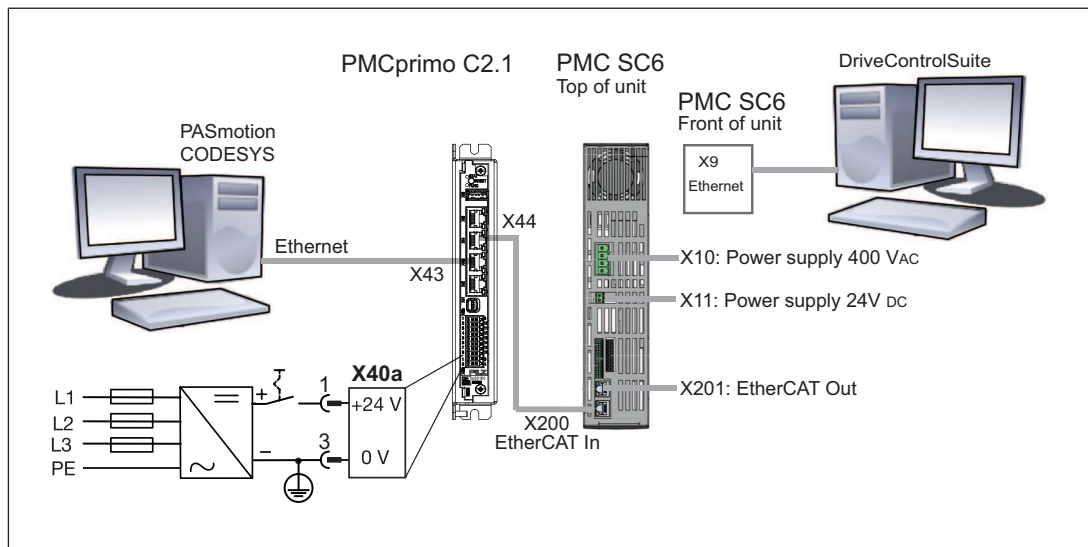 PMCprimo C2.1
PMC SC6
Top of unit
DriveControlSuite
PMC SC6
Front of unit
X9
Ethernet
PASmotion
CODESYS
X44
Ethernet
X43
X10: Power supply 400 VAC
X11: Power supply 24V DC
X40a
X201: EtherCAT Out
L1
L2
L3
PE
+
1
+24 V
X200
EtherCAT In
–
3
0 V